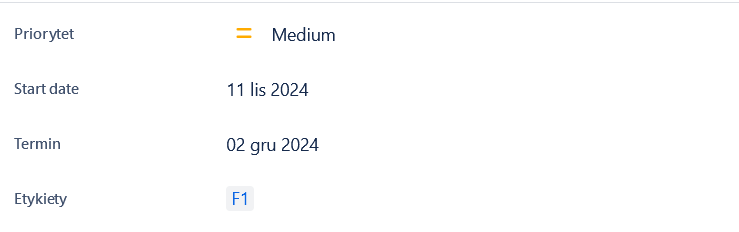 Priorytet Medium
Start date 11 lis 2024
Termin 02 gru 2024
Etykiety F1